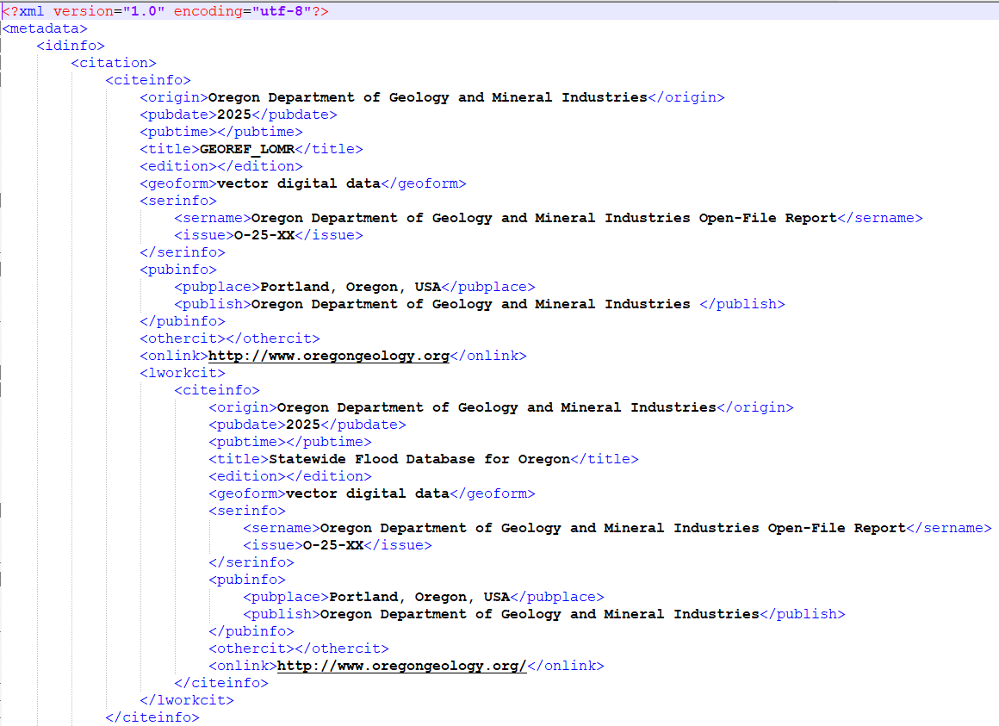 <?xml version="1.0" encoding="utf-8"?>
<metadata>
<idinfo>
<citation>
<citeinfo>
<origin>Oregon Department of Geology and Mineral Industries</origin>
<pubdate>2025</pubdate>
<pubtime></pubtime>
<title>GEOREF_LOMR</title>
<edition></edition>
<geoform>vector digital data</geoform>
<serinfo>
<sername>Oregon Department of Geology and Mineral Industries Open-File Report</sername>
<issue>O-25-XX</issue>
</serinfo>
<pubinfo>
<pubplace>Portland, Oregon, USA</pubplace>
<publish>Oregon Department of Geology and Mineral Industries </publish>
</pubinfo>
<othercit></othercit>
<onlink>http://www.oregongeology.org</onlink>
<lworkcit>
<citeinfo>
<origin>Oregon Department of Geology and Mineral Industries</origin>
<pubdate>2025</pubdate>
<pubtime></pubtime>
<title>Statewide Flood Database for Oregon</title>
<edition></edition>
<geoform>vector digital data</geoform>
<serinfo>
<sername>Oregon Department of Geology and Mineral Industries Open-File Report</sername>
<issue>O-25-XX</issue>
</serinfo>
<pubinfo>
<pubplace>Portland, Oregon, USA</pubplace>
<publish>Oregon Department of Geology and Mineral Industries</publish>
</pubinfo>
<othercit></othercit>
<onlink>http://www.oregongeology.org/</onlink>
</citeinfo>
</lworkcit>
</citeinfo>